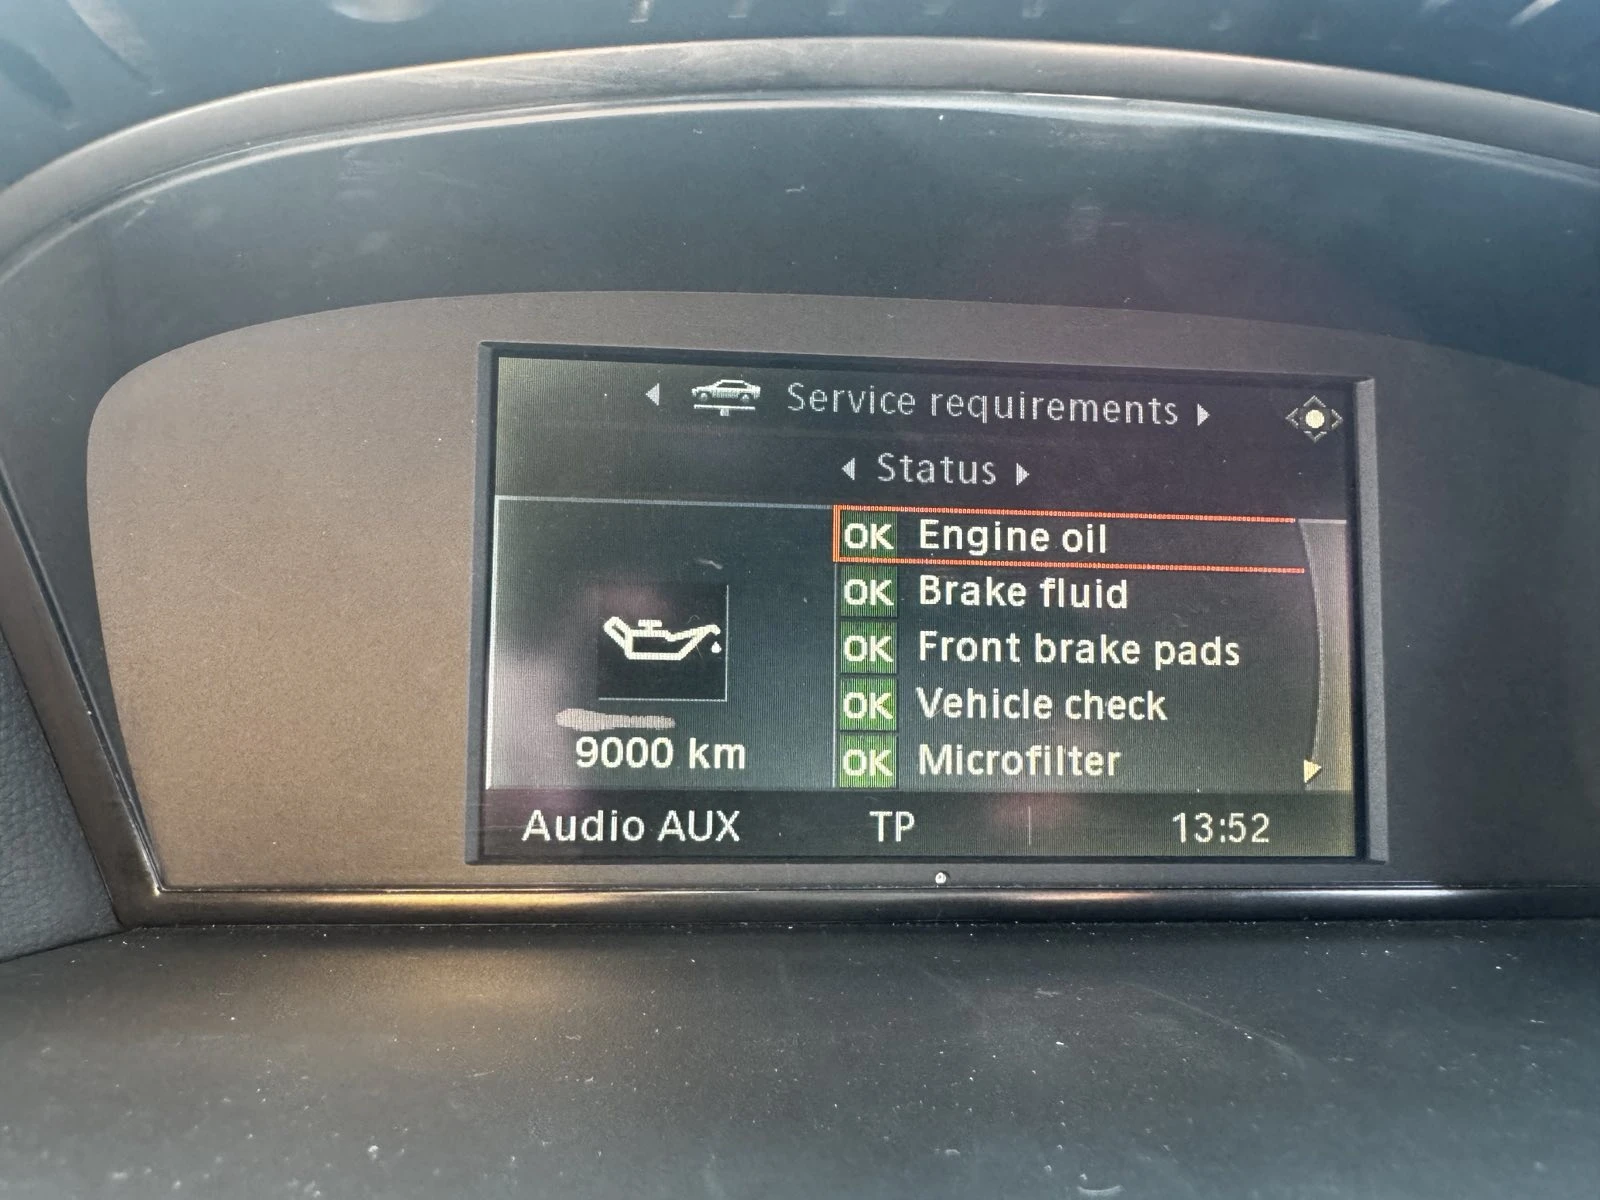 Service requirements
Status
OK Engine oil
OK Brake fluid
OK Front brake pads
OK Vehicle check
OK Microfilter
9000 km
Audio AUX TP 13:52